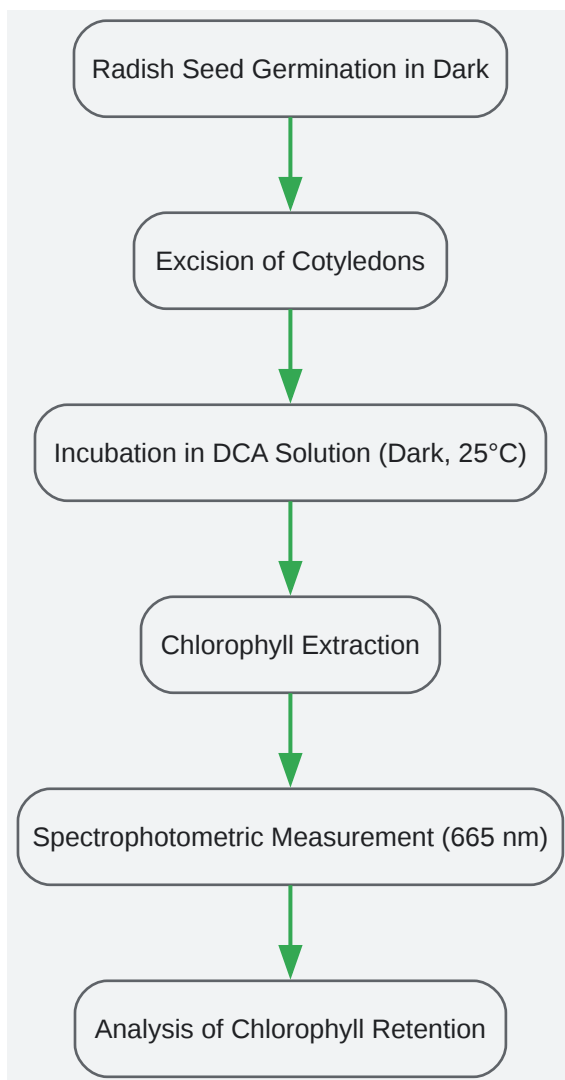 Radish Seed Germination in Dark
Excision of Cotyledons
Incubation in DCA Solution (Dark, 25°C)
Chlorophyll Extraction
Spectrophotometric Measurement (665 nm)
Analysis of Chlorophyll Retention